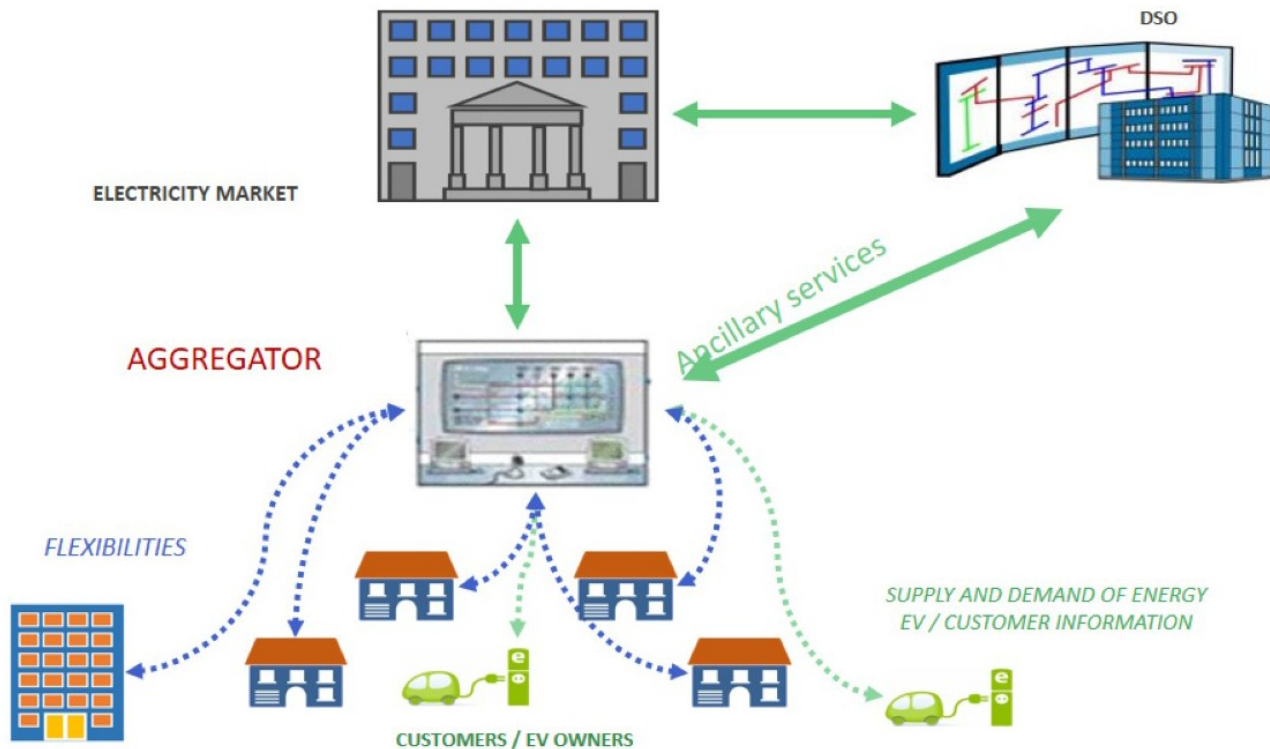 DSO
ELECTRICITY MARKET
Ancillary services
AGGREGATOR
FLEXIBILITIES
SUPPLY AND DEMAND OF ENERGY
EV / CUSTOMER INFORMATION
e
e
CUSTOMERS / EV OWNERS